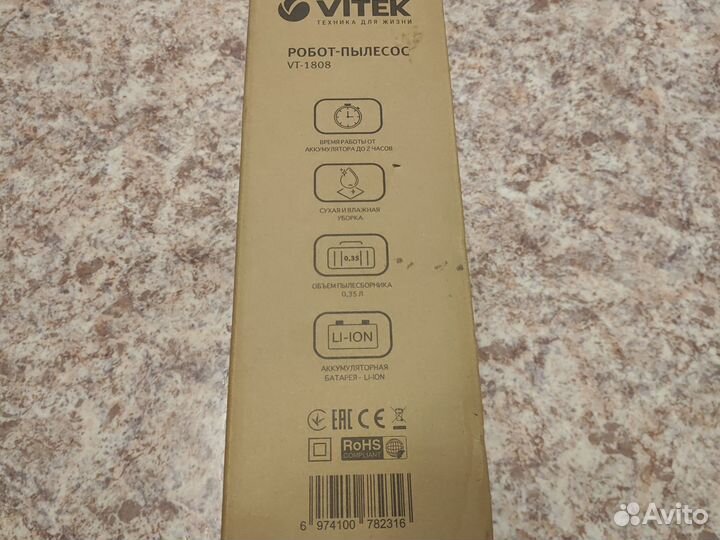 VITEK
ТЕХНИКА ДЛЯ ЖИЗНИ
РОБОТ-ПЫЛЕСОС
VT-1808
ВРЕМЯ РАБОТЫ ОТ
АККУМУЛЯТОРА ДО 2 ЧАСОВ
СУХАЯ И ВЛАЖНАЯ
УБОРКА
0,35
ОБЪЕМ ПЫЛЕСБОРНИКА
0,35 Л
LI-ION
АККУМУЛЯТОРНАЯ
БАТАРЕЯ - LI-ION
EAC CE
RoHS
COMPLIANT
6 974100 782316
Avito